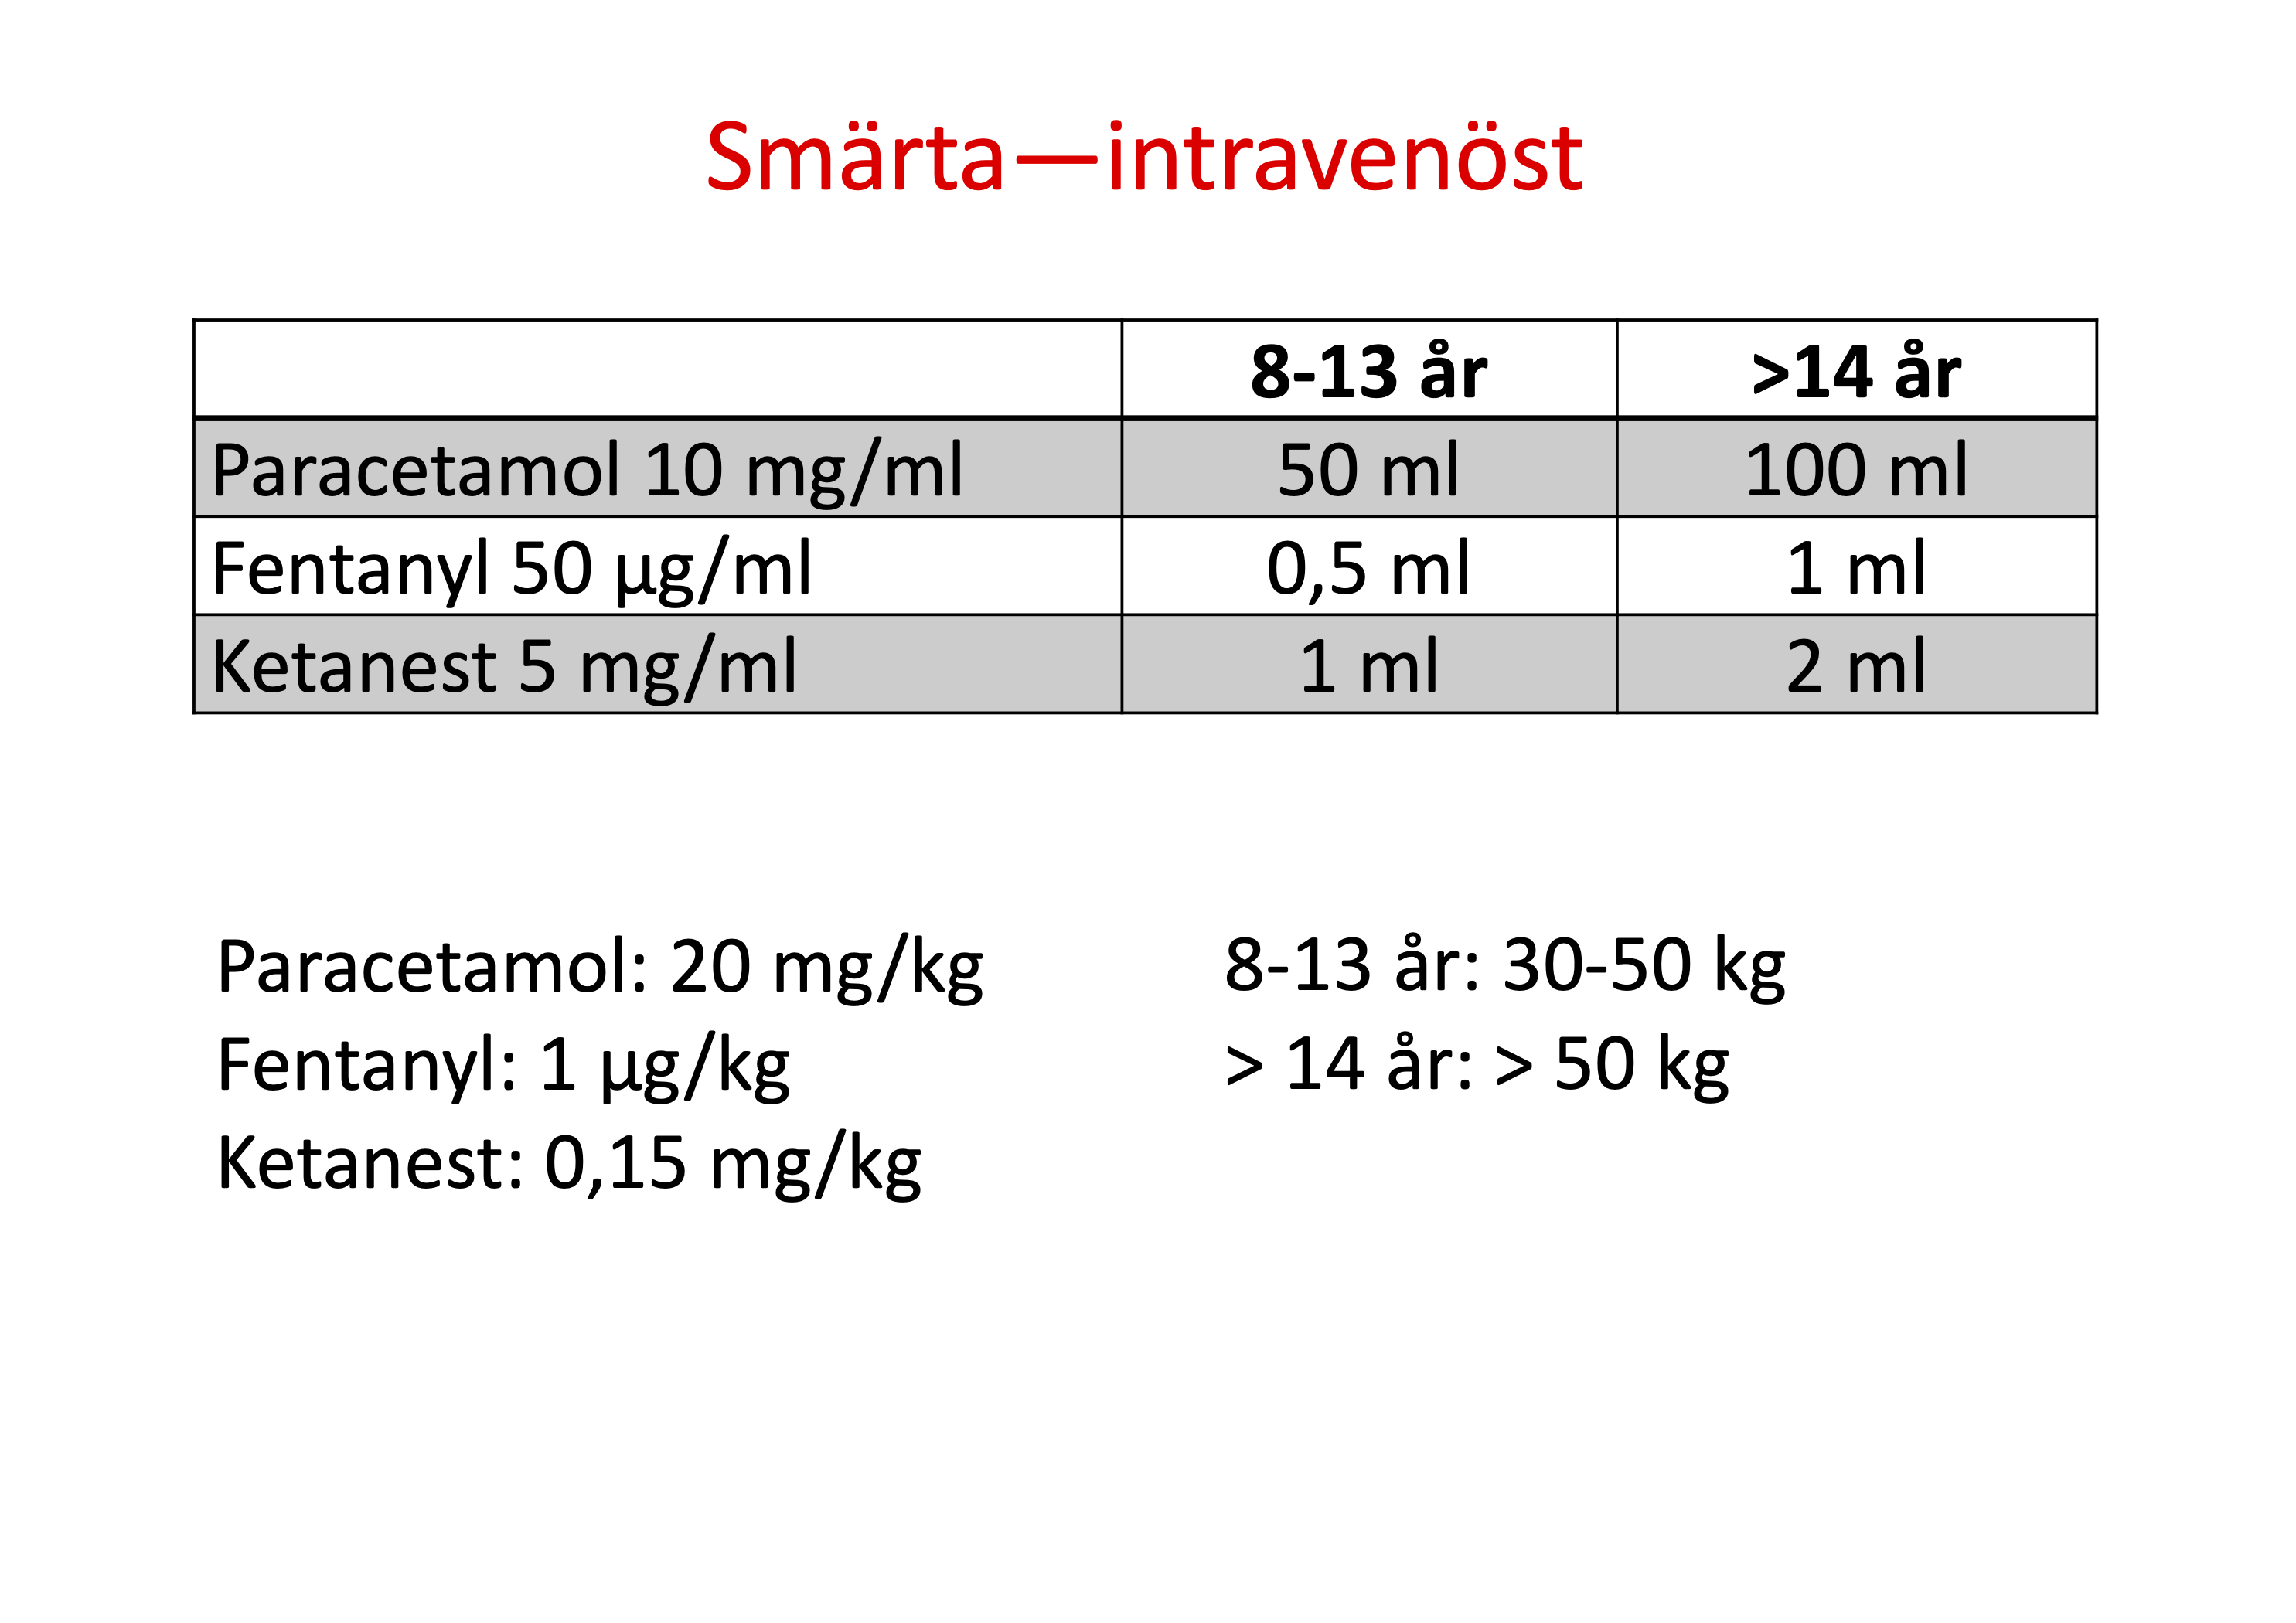 Smärta—intravenöst
8-13 år >14 år
Paracetamol 10 mg/ml 50 ml 100 ml
Fentanyl 50 µg/ml 0,5 ml 1 ml
Ketanest 5 mg/ml 1 ml 2 ml
Paracetamol: 20 mg/kg
Fentanyl: 1 µg/kg
Ketanest: 0,15 mg/kg
8-13 år: 30-50 kg
> 14 år: > 50 kg